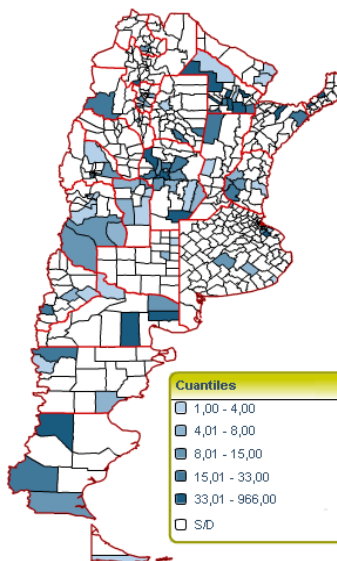 Cuantiles
1,00 - 4,00
4,01 - 8,00
8,01 - 15,00
15,01 - 33,00
33,01 - 966,00
S/D